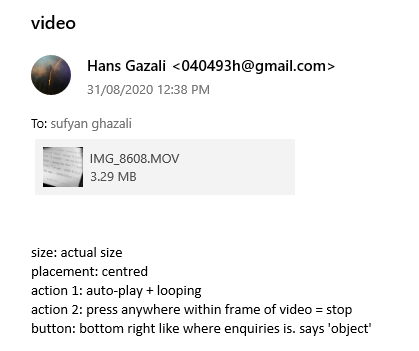 video
Hans Gazali <040493h@gmail.com>
31/08/2020 12:38 PM
To: sufyan ghazali
IMG_8608.MOV
3.29 MB
size: actual size
placement: centred
action 1: auto-play + looping
action 2: press anywhere within frame of video = stop
button: bottom right like where enquiries is. says 'object'